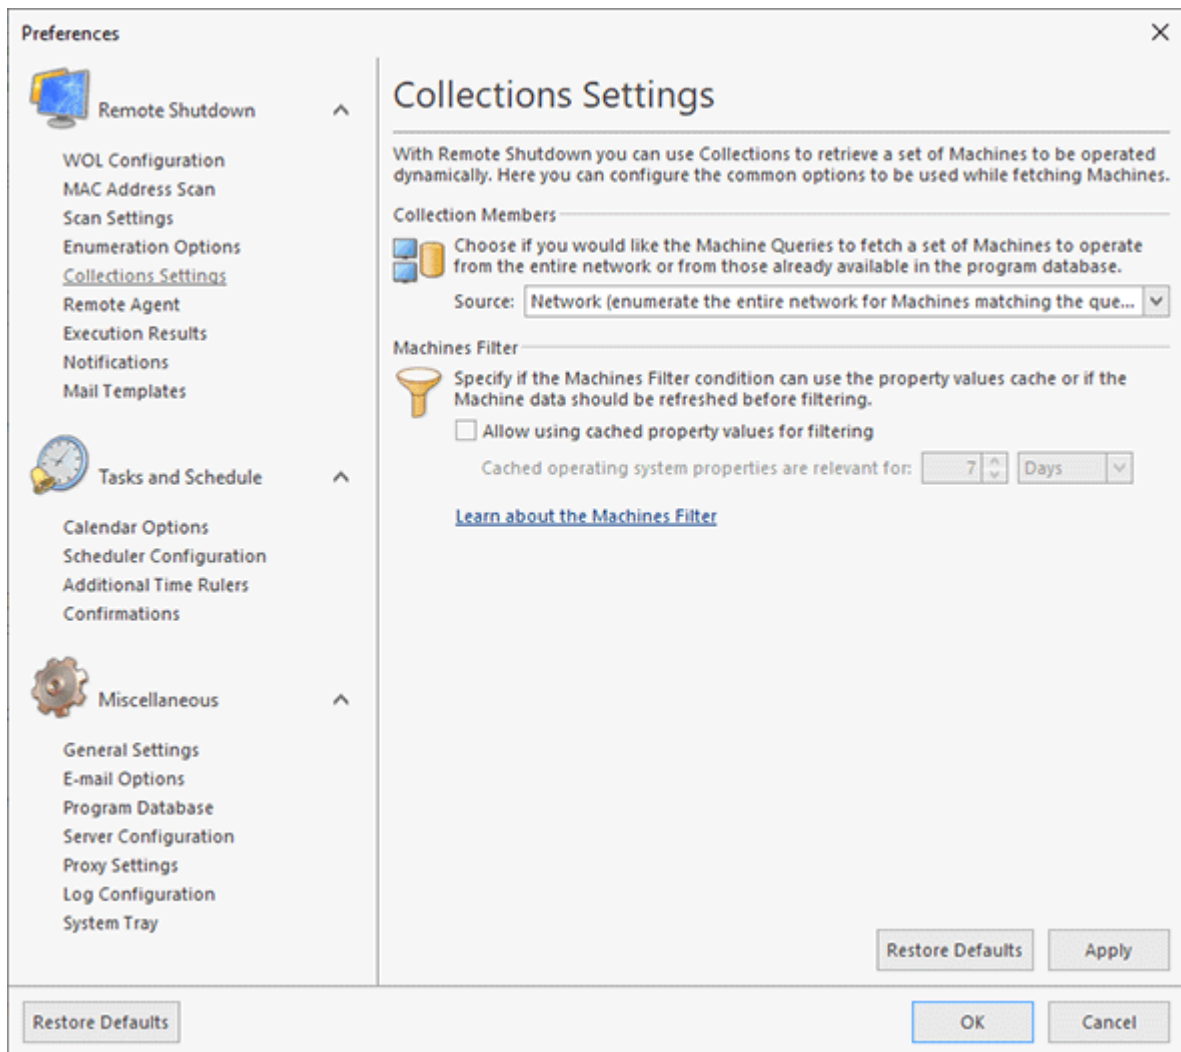 Preferences
Remote Shutdown
WOL Configuration
MAC Address Scan
Scan Settings
Enumeration Options
Collections Settings
Remote Agent
Execution Results
Notifications
Mail Templates
Tasks and Schedule
Calendar Options
Scheduler Configuration
Additional Time Rulers
Confirmations
Miscellaneous
General Settings
E-mail Options
Program Database
Server Configuration
Proxy Settings
Log Configuration
System Tray
Collections Settings
With Remote Shutdown you can use Collections to retrieve a set of Machines to be operated
dynamically. Here you can configure the common options to be used while fetching Machines.
Collection Members
Choose if you would like the Machine Queries to fetch a set of Machines to operate
from the entire network or from those already available in the program database.
Source: Network (enumerate the entire network for Machines matching the que...
Machines Filter
Specify if the Machines Filter condition can use the property values cache or if the
Machine data should be refreshed before filtering.
Allow using cached property values for filtering
Cached operating system properties are relevant for: 7 Days
Learn about the Machines Filter
Restore Defaults Apply
Restore Defaults OK Cancel